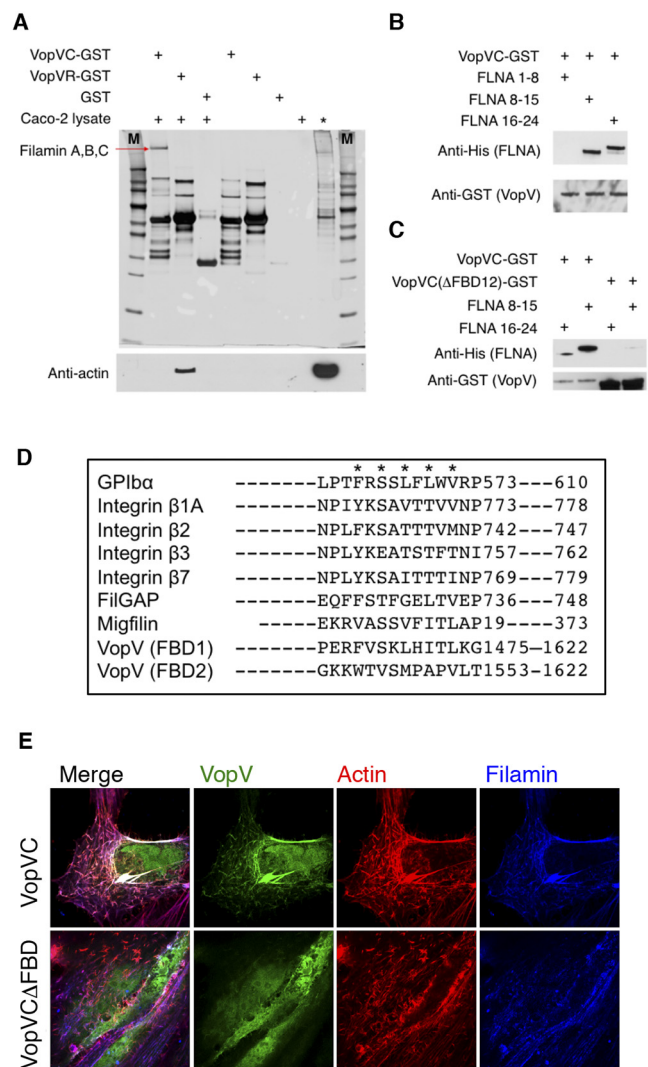 A
VopVC-GST + +
VopVR-GST + +
GST + +
Caco-2 lysate + + + + *
M M
Filamin A,B,C
Anti-actin
B
VopVC-GST + + +
FLNA 1-8 +
FLNA 8-15 +
FLNA 16-24 +
Anti-His (FLNA)
Anti-GST (VopV)
C
VopVC-GST + +
VopVC(ΔFBD12)-GST + +
FLNA 8-15 + +
FLNA 16-24 + +
Anti-His (FLNA)
Anti-GST (VopV)
D
* * * * *
GPIbα -------LPTFRSSLFLWVRP573---610
Integrin β1A -------NPIYKSAVTTVVNP773---778
Integrin β2 -------NPLFKSATTTVMNP742---747
Integrin β3 -------NPLYKEATSTFTNI757---762
Integrin β7 -------NPLYKSAITTTINP769---779
FilGAP -------EQFFSTFGELTVEP736---748
Migfilin -----EKRVASSVFITLAP19---373
VopV (FBD1) -------PERFVSKLHITLKG1475—1622
VopV (FBD2) -------GKKWTVSMPAPVLT1553--1622
E
Merge VopV Actin Filamin
VopVC
VopVCΔFBD